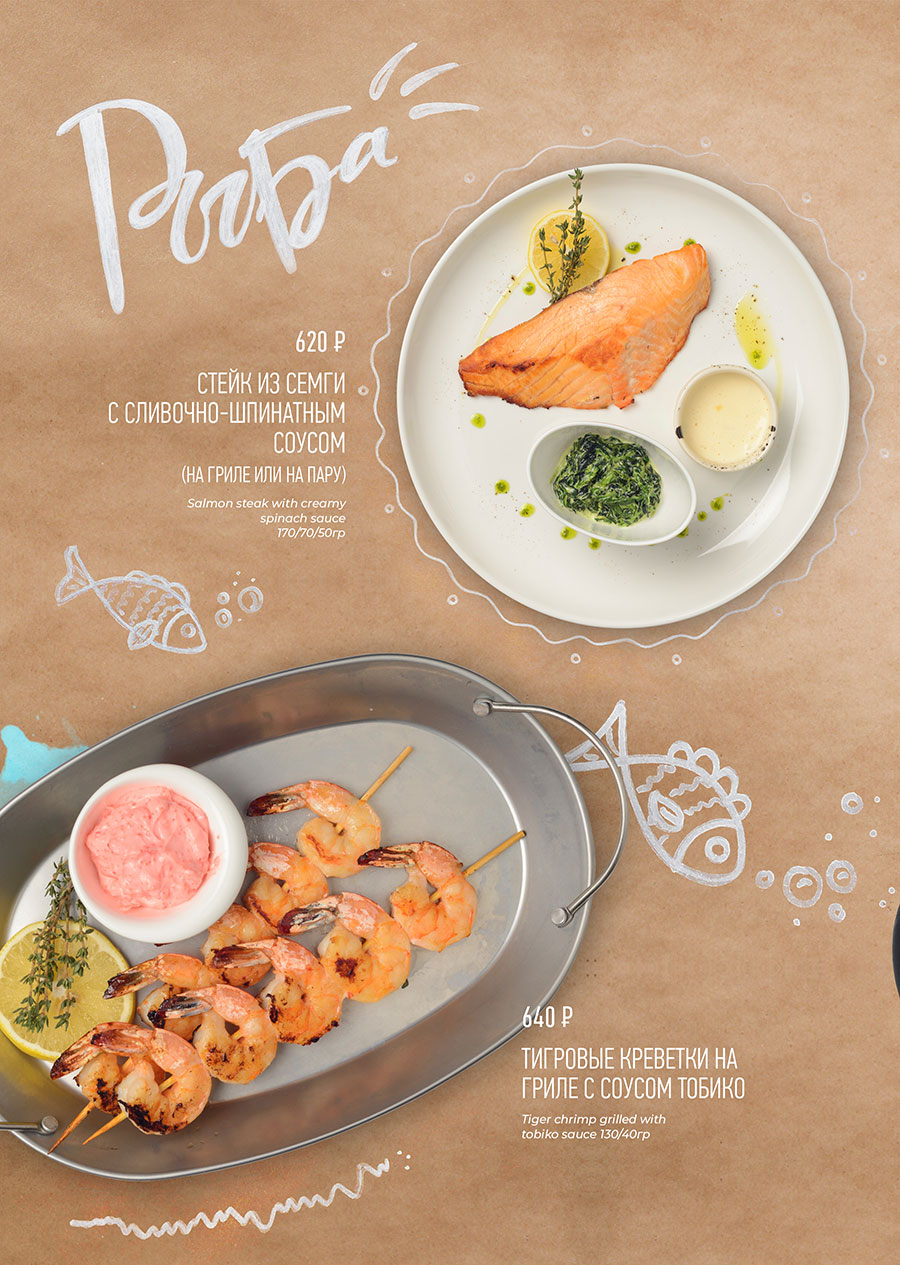 Рыба
620 ₽
СТЕЙК ИЗ СЕМГИ
С СЛИВОЧНО-ШПИНАТНЫМ
СОУСОМ
(НА ГРИЛЕ ИЛИ НА ПАРУ)
Salmon steak with creamy
spinach sauce
170/70/50гр
640 ₽
ТИГРОВЫЕ КРЕВЕТКИ НА
ГРИЛЕ С СОУСОМ ТОБИКО
Tiger chrimp grilled with
tobiko sauce 130/40гр